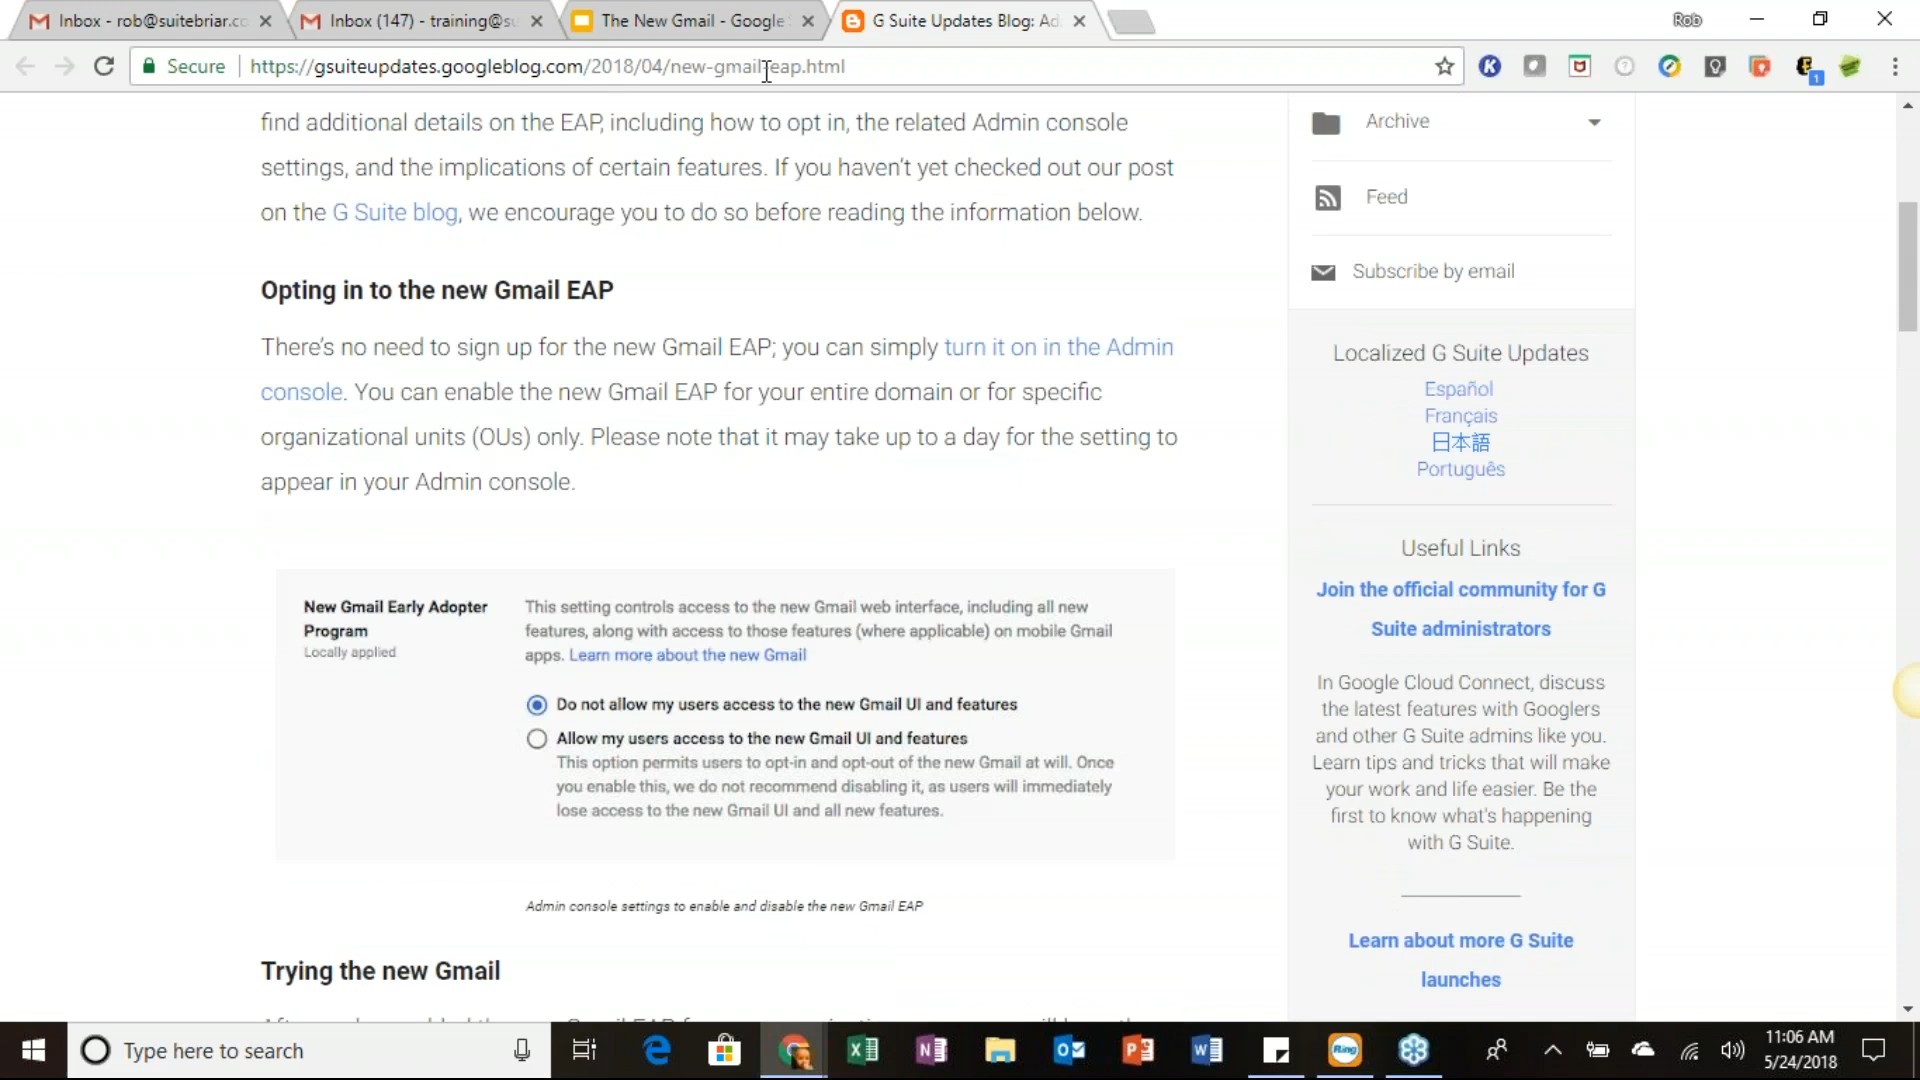 Inbox - rob@suitebriar.co
Inbox (147) - training@su
The New Gmail - Google
G Suite Updates Blog: Ad
Rob
Secure
https://gsuiteupdates.googleblog.com/2018/04/new-gmail-eap.html
1
find additional details on the EAP, including how to opt in, the related Admin console
settings, and the implications of certain features. If you haven’t yet checked out our post
on the G Suite blog, we encourage you to do so before reading the information below.
Opting in to the new Gmail EAP
There’s no need to sign up for the new Gmail EAP; you can simply turn it on in the Admin
console. You can enable the new Gmail EAP for your entire domain or for specific
organizational units (OUs) only. Please note that it may take up to a day for the setting to
appear in your Admin console.
New Gmail Early Adopter
Program
Locally applied
This setting controls access to the new Gmail web interface, including all new
features, along with access to those features (where applicable) on mobile Gmail
apps. Learn more about the new Gmail
Do not allow my users access to the new Gmail UI and features
Allow my users access to the new Gmail UI and features
This option permits users to opt-in and opt-out of the new Gmail at will. Once
you enable this, we do not recommend disabling it, as users will immediately
lose access to the new Gmail UI and all new features.
Admin console settings to enable and disable the new Gmail EAP
Trying the new Gmail
Archive
Feed
Subscribe by email
Localized G Suite Updates
Español
Français
日本語
Português
Useful Links
Join the official community for G
Suite administrators
In Google Cloud Connect, discuss
the latest features with Googlers
and other G Suite admins like you.
Learn tips and tricks that will make
your work and life easier. Be the
first to know what's happening
with G Suite.
Learn about more G Suite
launches
Type here to search
ring
11:06 AM
5/24/2018